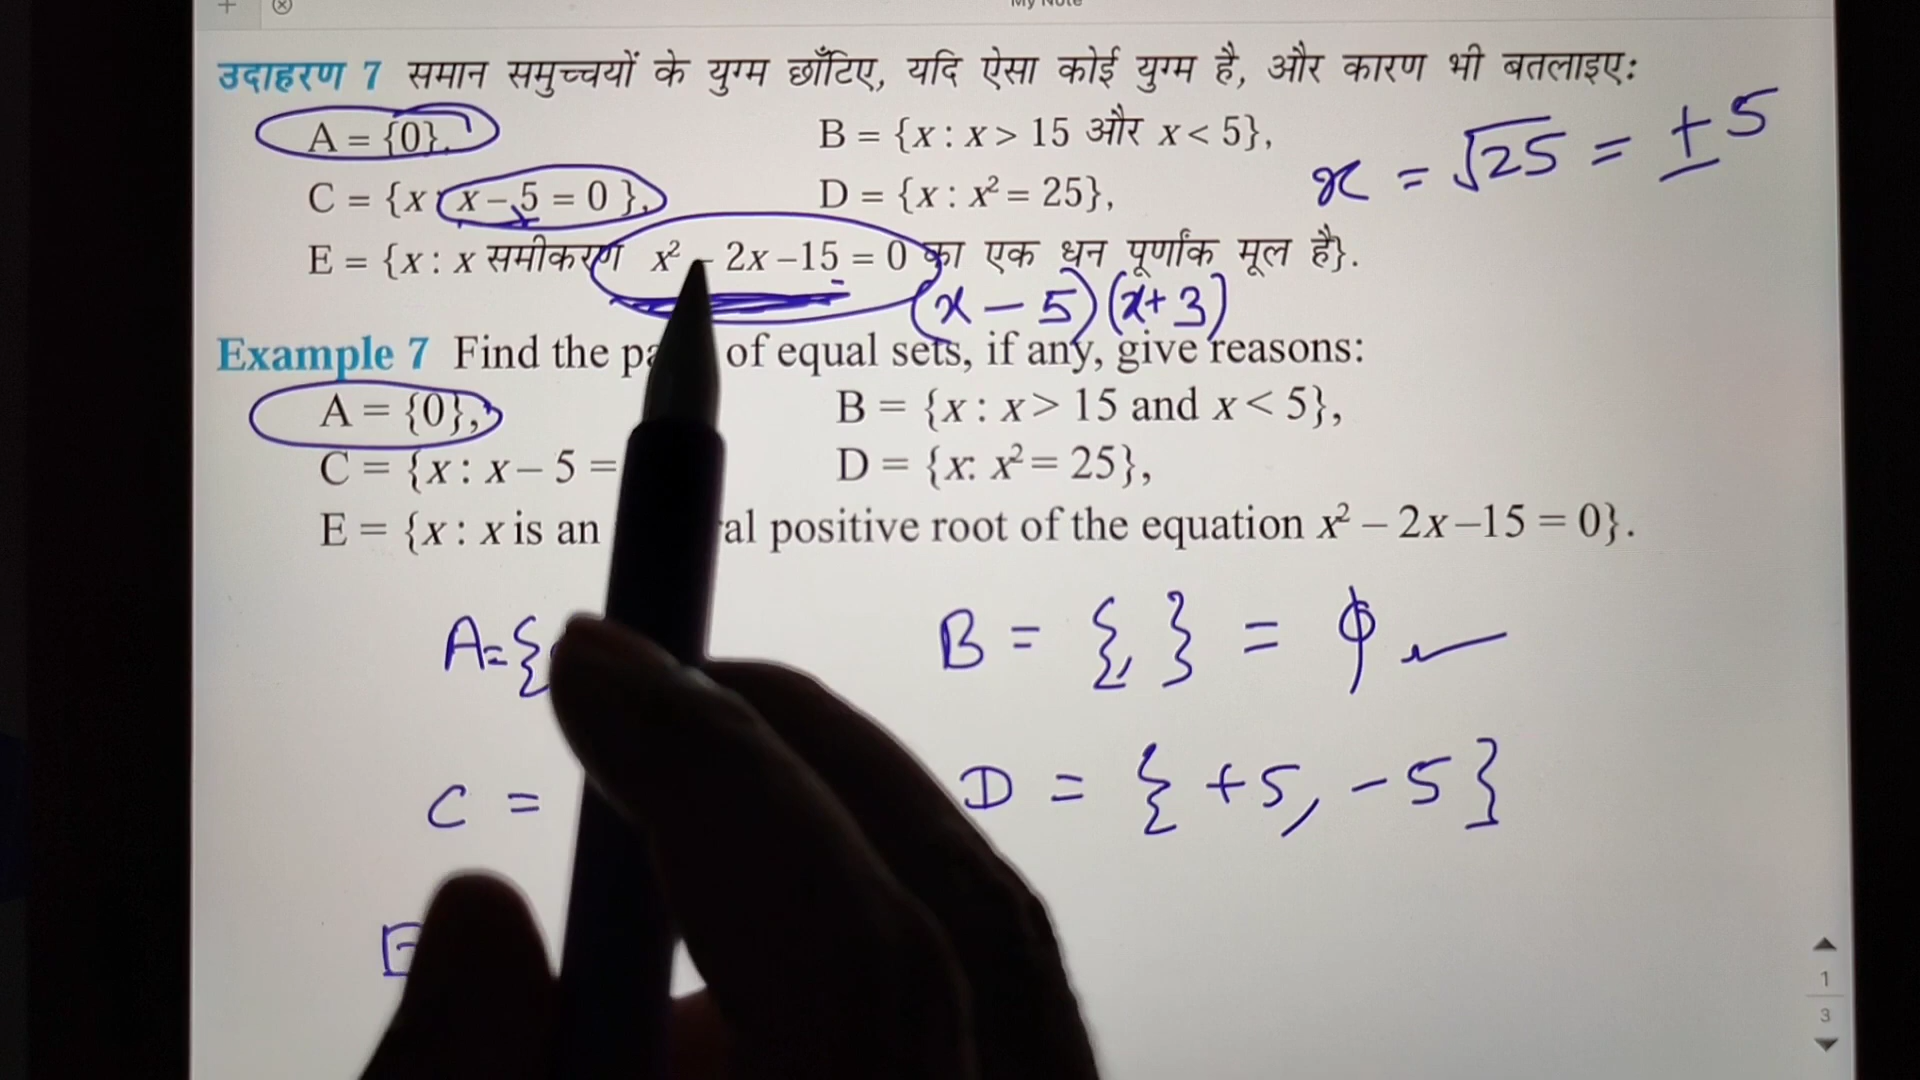 My Note
उदाहरण 7 समान समुच्चयों के युग्म छाँटिए, यदि ऐसा कोई युग्म है, और कारण भी बतलाइए:
A = {0}, B = {x : x > 15 और x < 5},
x = √25 = ±5
C = {x x – 5 = 0 }, D = {x : x² = 25},
E = {x : x समीकरण x² – 2x –15 = 0 का एक धन पूर्णांक मूल है}.
(x – 5)(x+3)
Example 7 Find the of equal sets, if any, give reasons:
A = {0}, B = {x : x > 15 and x < 5},
C = {x : x – 5 = D = {x: x² = 25},
E = {x : x is an positive root of the equation x² – 2x –15 = 0}.
A={ B = { } = ϕ
C = D = { +5, -5}
E
1
3